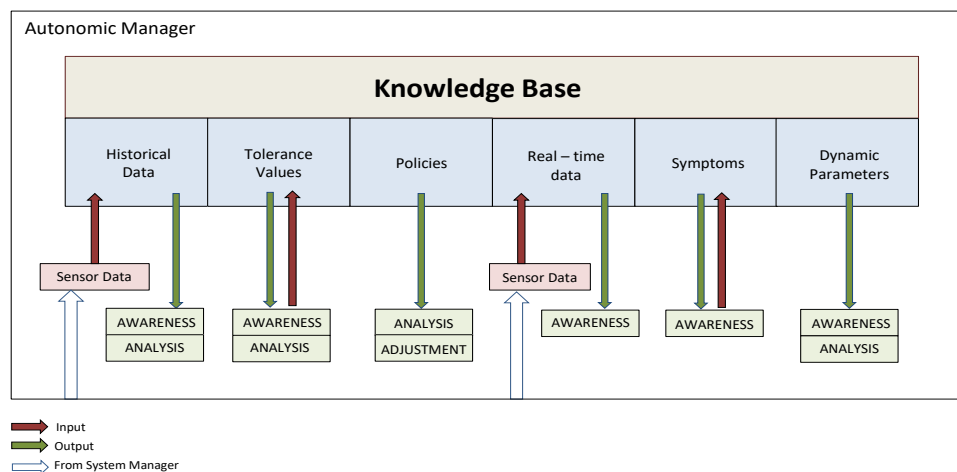 Autonomic Manager
Knowledge Base
Historical
Data
Tolerance
Values
Policies
Real – time
data
Symptoms
Dynamic
Parameters
Sensor Data
Sensor Data
AWARENESS
ANALYSIS
AWARENESS
ANALYSIS
ANALYSIS
ADJUSTMENT
AWARENESS
AWARENESS
AWARENESS
ANALYSIS
Input
Output
From System Manager